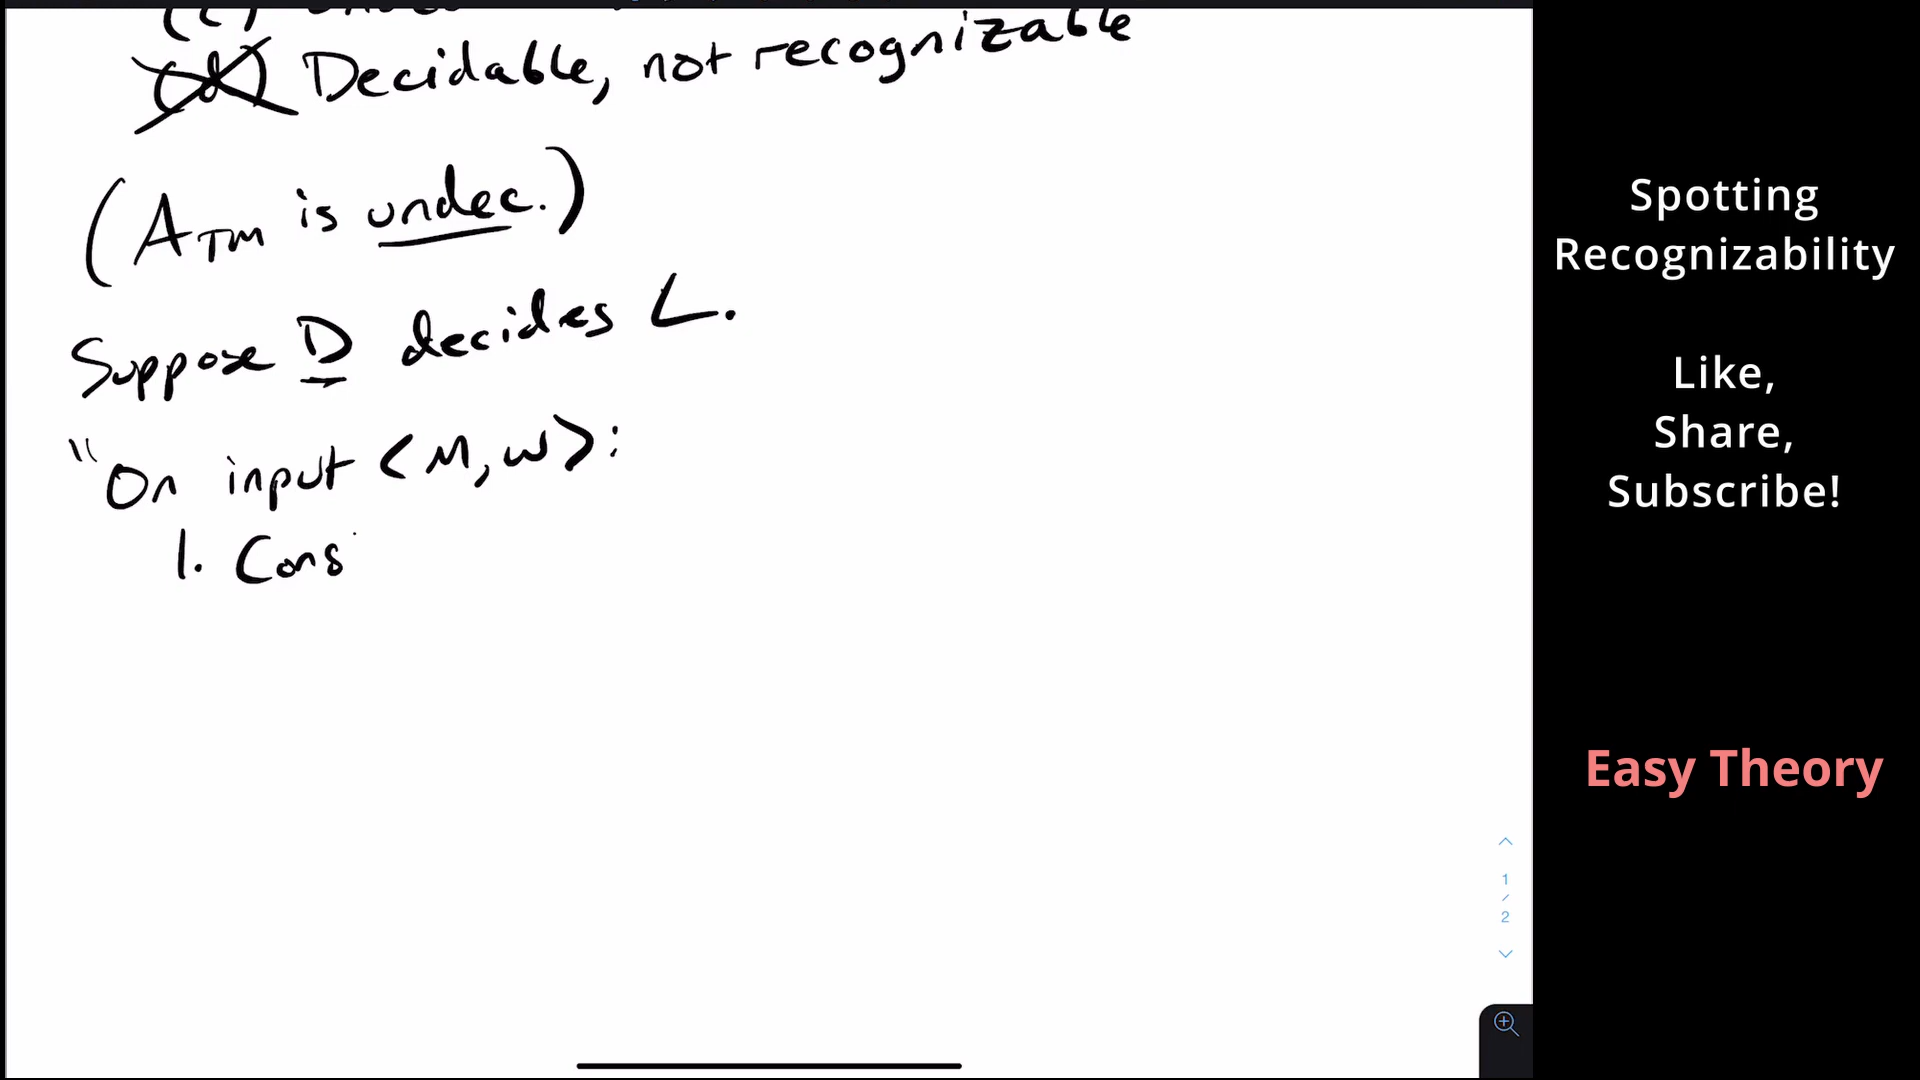 (d) Decidable, not recognizable
(ATM is undec.)
Suppose D decides L.
"On input <M, w>:
1. Cons
Spotting
Recognizability
Like,
Share,
Subscribe!
Easy Theory
1
/
2